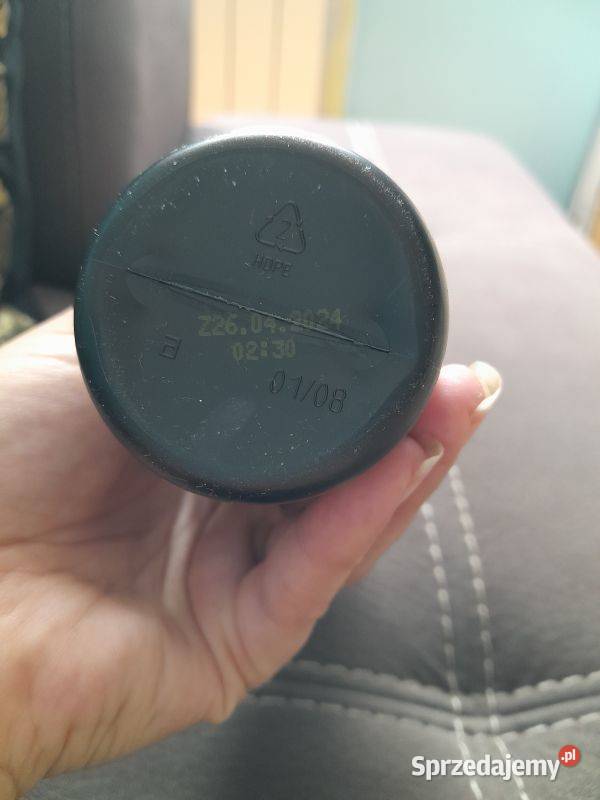 2
HDPE
Z26.04.2024
02:30
a
01/08
Sprzedajemy.pl